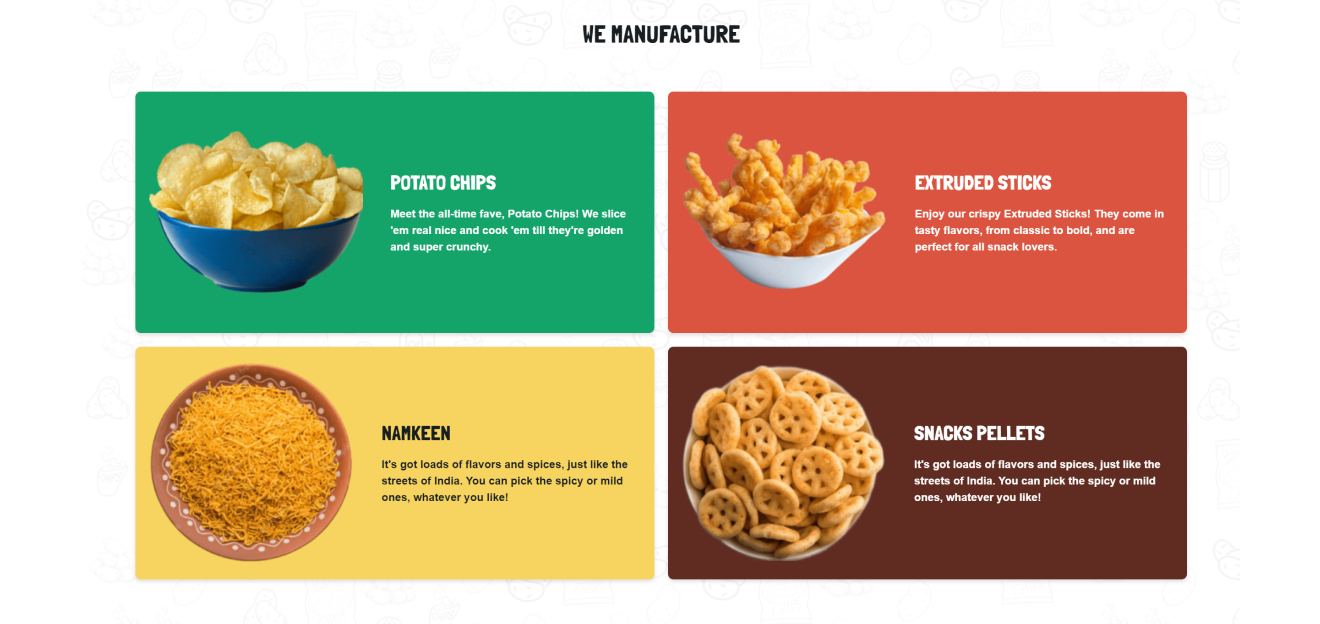 WE MANUFACTURE
POTATO CHIPS
Meet the all-time fave, Potato Chips! We slice
'em real nice and cook 'em till they're golden
and super crunchy.
EXTRUDED STICKS
Enjoy our crispy Extruded Sticks! They come in
tasty flavors, from classic to bold, and are
perfect for all snack lovers.
NAMKEEN
It's got loads of flavors and spices, just like the
streets of India. You can pick the spicy or mild
ones, whatever you like!
SNACKS PELLETS
It's got loads of flavors and spices, just like the
streets of India. You can pick the spicy or mild
ones, whatever you like!